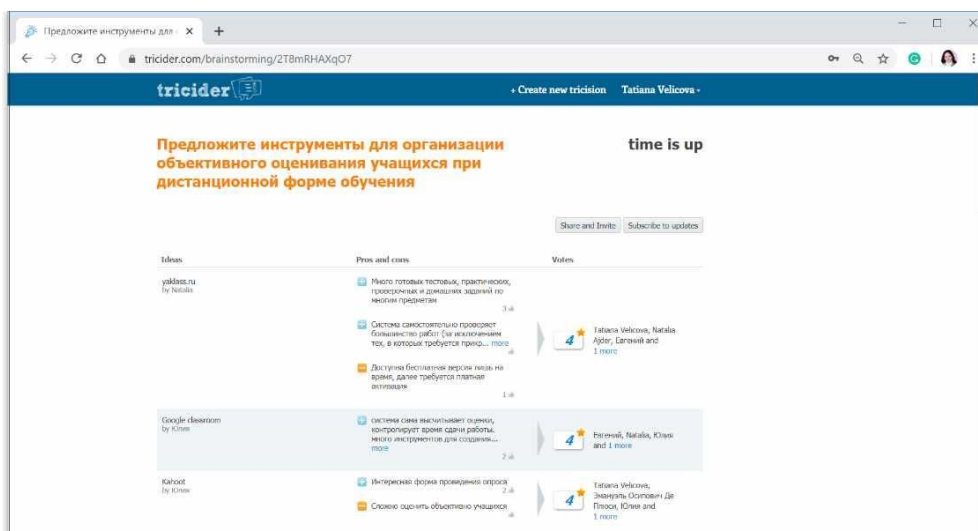 Предложите инструменты для
tricider.com/brainstorming/2T8mRHAXqO7
tricider
+ Create new tricision Tatiana Velicova
Предложите инструменты для организации
объективного оценивания учащихся при
дистанционной форме обучения
time is up
Share and Invite Subscribe to updates
Ideas Pros and cons Votes
yaklass.ru
by Natalia
Много готовых тестовых, практических,
проверочных и домашних заданий по
многим предметам
3
Система самостоятельно проверяет
большинство работ (за исключением
тех, в которых требуется прикр... more
Доступна бесплатная версия лишь на
время, далее требуется платная
активация
1
4
Tatiana Velicova, Natalia
Ajder, Евгений and
1 more
Google classroom
by Юлия
система сама высчитывает оценки,
контролирует время сдачи работы.
много инструментов для создания...
more
2
4
Евгений, Natalia, Юлия
and 1 more
Kahoot
by Юлия
Интересная форма проведения опроса
2
Сложно оценить объективно учащихся
4
Tatiana Velicova,
Эмануэль Осипович Де
Плюси, Юлия and
1 more